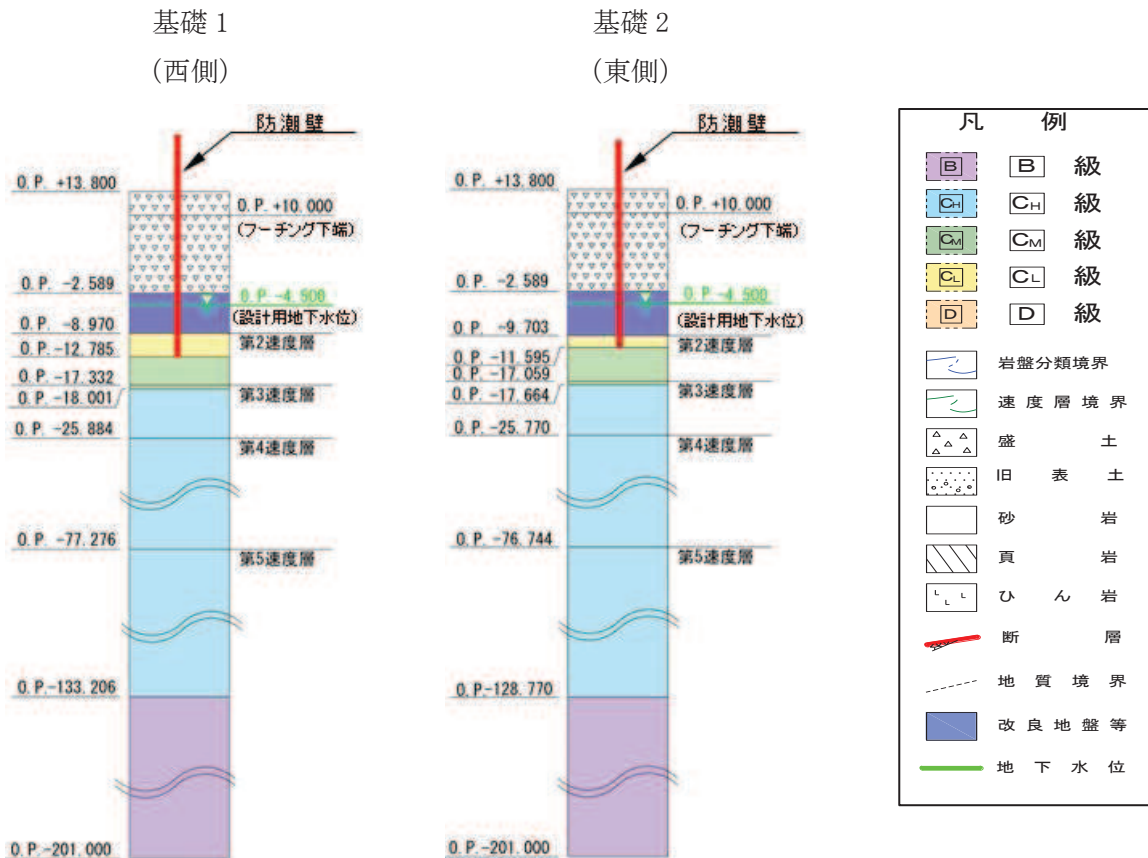 基礎 1
(西側)
防潮壁
O.P. +13.800
O.P. +10.000
(フーチング下端)
O.P. -2.589
O.P. -4.500
(設計用地下水位)
O.P. -8.970
第2速度層
O.P. -12.785
O.P. -17.332
第3速度層
O.P. -18.001
O.P. -25.884
第4速度層
O.P. -77.276
第5速度層
O.P.-133.206
O.P.-201.000
基礎 2
(東側)
防潮壁
O.P. +13.800
O.P. +10.000
(フーチング下端)
O.P. -2.589
O.P. -4.500
(設計用地下水位)
O.P. -9.703
第2速度層
O.P. -11.595
O.P. -17.059
第3速度層
O.P. -17.664
O.P. -25.770
第4速度層
O.P. -76.744
第5速度層
O.P.-128.770
O.P.-201.000
凡 例
B B 級
CH CH 級
CM CM 級
CL CL 級
D D 級
岩盤分類境界
速度層境界
盛土
旧表土
砂岩
頁岩
ひん岩
断層
地質境界
改良地盤等
地下水位